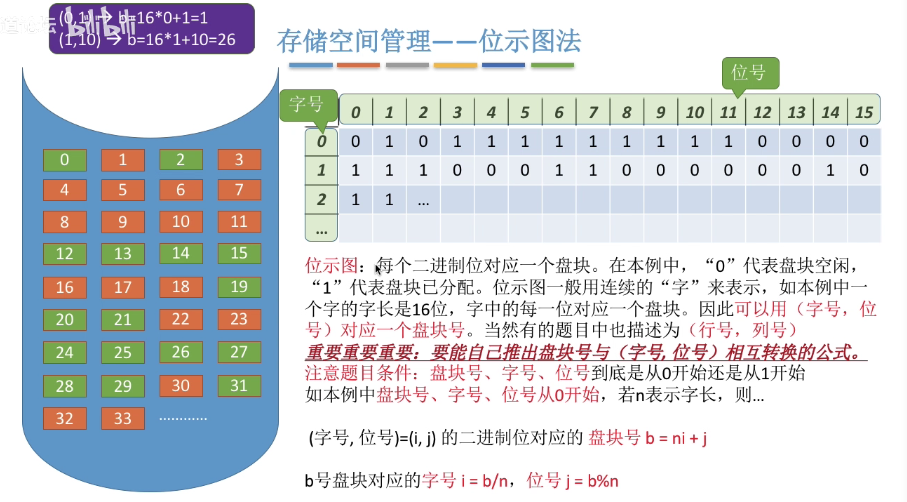 (0,1) → b=16*0+1=1
(1,10) → b=16*1+10=26
bilibili
存储空间管理——位示图法
字号
位号
0 1 2 3 4 5 6 7 8 9 10 11 12 13 14 15
0 0 1 0 1 1 1 1 1 1 1 1 1 0 0 0 0
1 1 1 1 0 0 0 1 1 0 0 0 0 0 0 1 0
2 1 1 ...
...
0 1 2 3
4 5 6 7
8 9 10 11
12 13 14 15
16 17 18 19
20 21 22 23
24 25 26 27
28 29 30 31
32 33 …………
位示图：每个二进制位对应一个盘块。在本例中，“0”代表盘块空闲，
“1”代表盘块已分配。位示图一般用连续的“字”来表示，如本例中一
个字的字长是16位，字中的每一位对应一个盘块。因此可以用（字号，位
号）对应一个盘块号。当然有的题目中也描述为（行号，列号）
重要重要重要：要能自己推出盘块号与（字号, 位号）相互转换的公式。
注意题目条件：盘块号、字号、位号到底是从0开始还是从1开始
如本例中盘块号、字号、位号从0开始，若n表示字长，则...
(字号, 位号)=(i, j) 的二进制位对应的 盘块号 b = ni + j
b号盘块对应的字号 i = b/n，位号 j = b%n